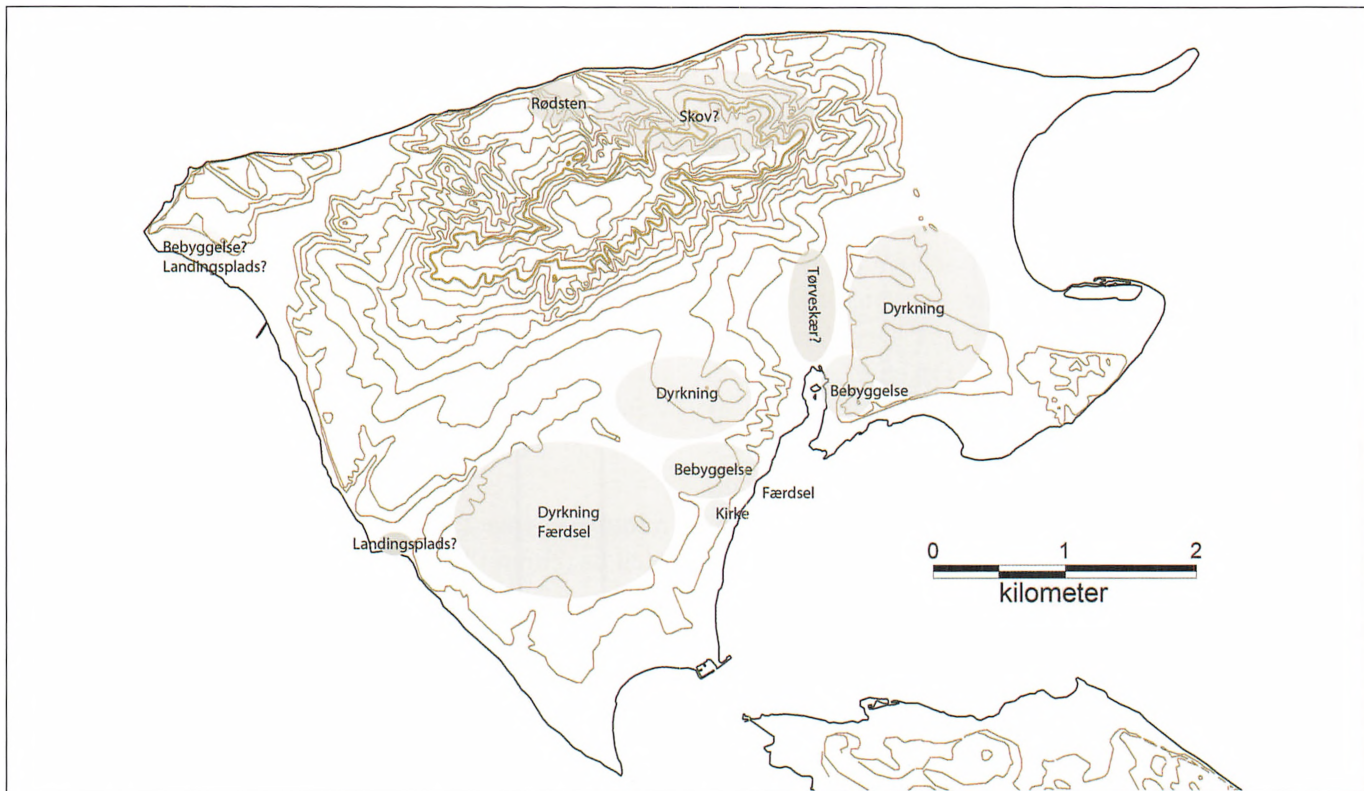 Rødsten
Skov?
Bebyggelse?
Landingsplads?
Tørveskær?
Dyrkning
Dyrkning
Bebyggelse
Bebyggelse
Færdsel
Kirke
Dyrkning
Færdsel
Landingsplads?
0 1 2
kilometer